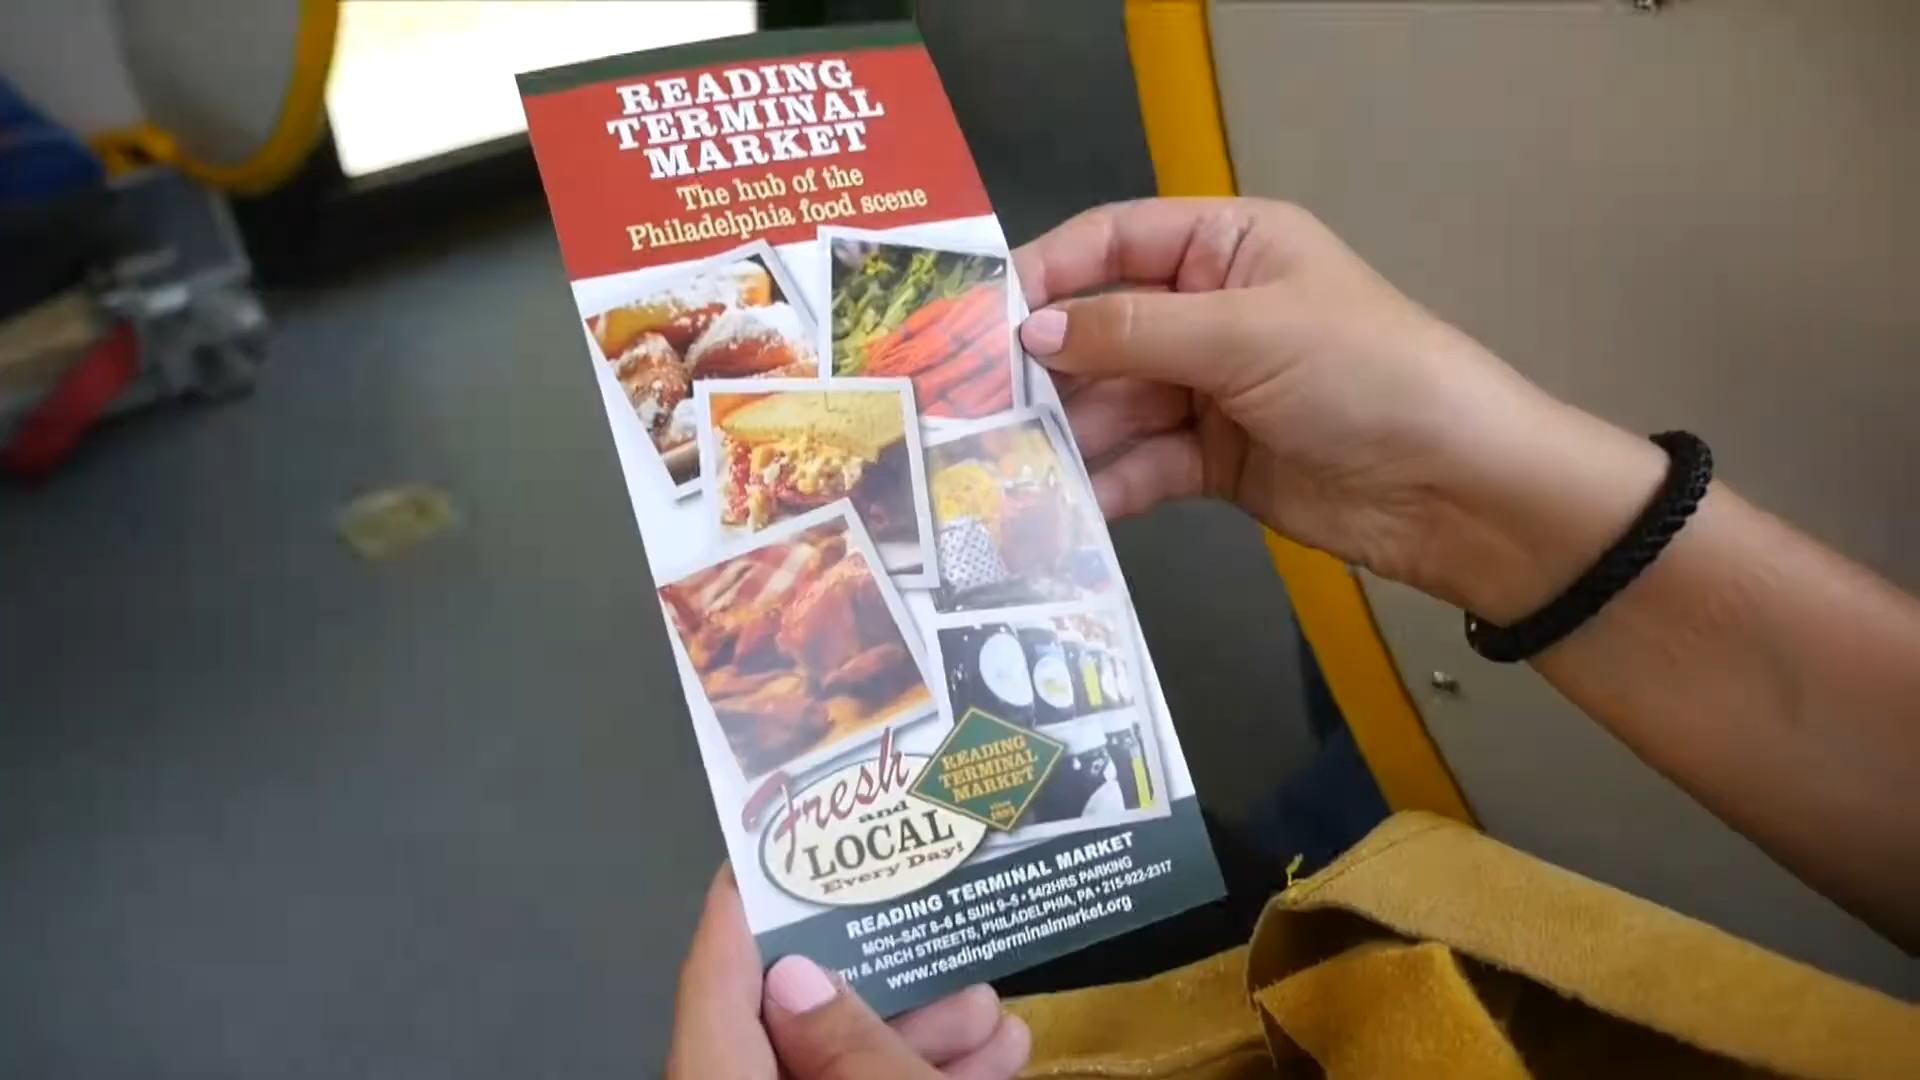 READING
TERMINAL
MARKET
The hub of the
Philadelphia food scene
Fresh
and
LOCAL
Every Day!
READING
TERMINAL
MARKET
since
READING TERMINAL MARKET
MON–SAT 8–6 & SUN 9–5 • $4/2HRS PARKING
TH & ARCH STREETS, PHILADELPHIA, PA • 215-922-2317
www.readingterminalmarket.org